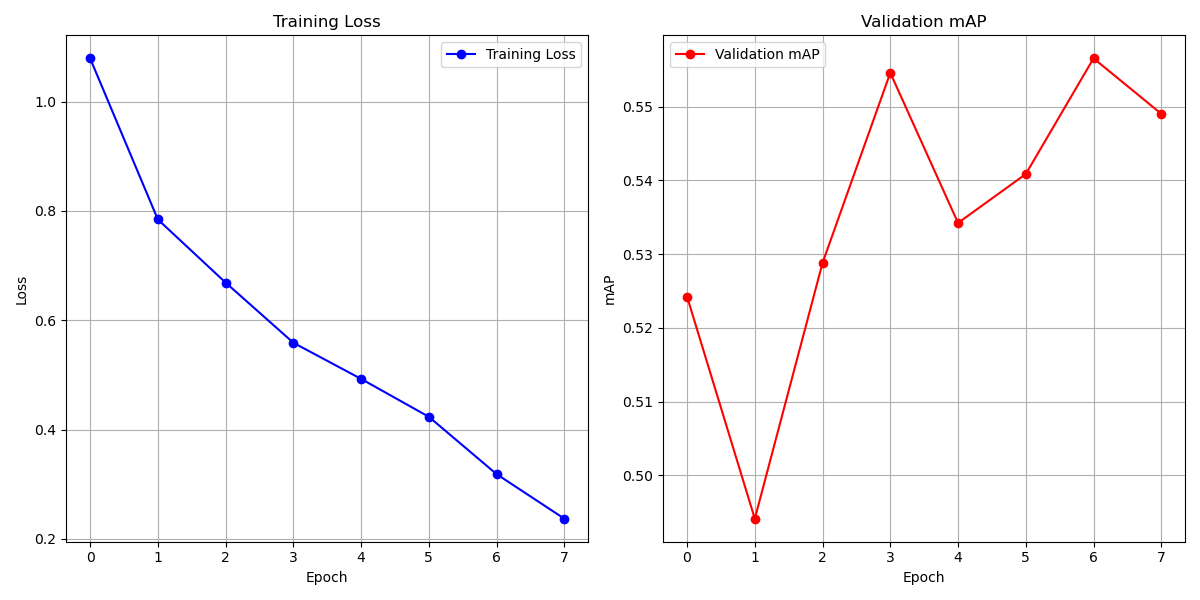 Training Loss
Training Loss
1.0
0.8
0.6
0.4
0.2
Loss
0 1 2 3 4 5 6 7
Epoch
Validation mAP
Validation mAP
0.55
0.54
0.53
0.52
0.51
0.50
mAP
0 1 2 3 4 5 6 7
Epoch